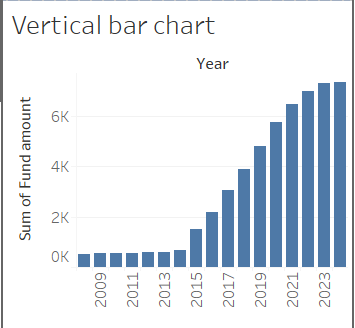 Vertical bar chart
Year
Sum of Fund amount
6K
4K
2K
0K
2009
2011
2013
2015
2017
2019
2021
2023